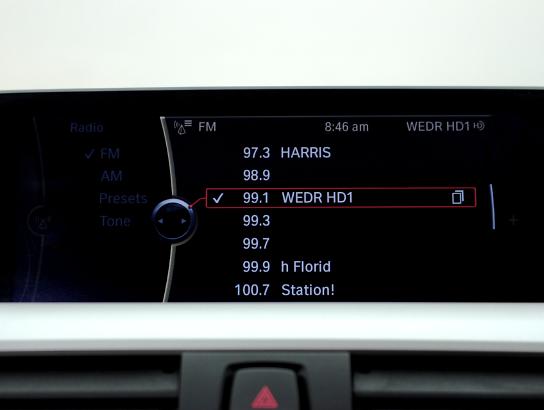 Radio
FM
AM
Presets
Tone
FM 8:46 am WEDR HD1 HD
97.3 HARRIS
98.9
99.1 WEDR HD1
99.3
99.7
99.9 h Florid
100.7 Station!